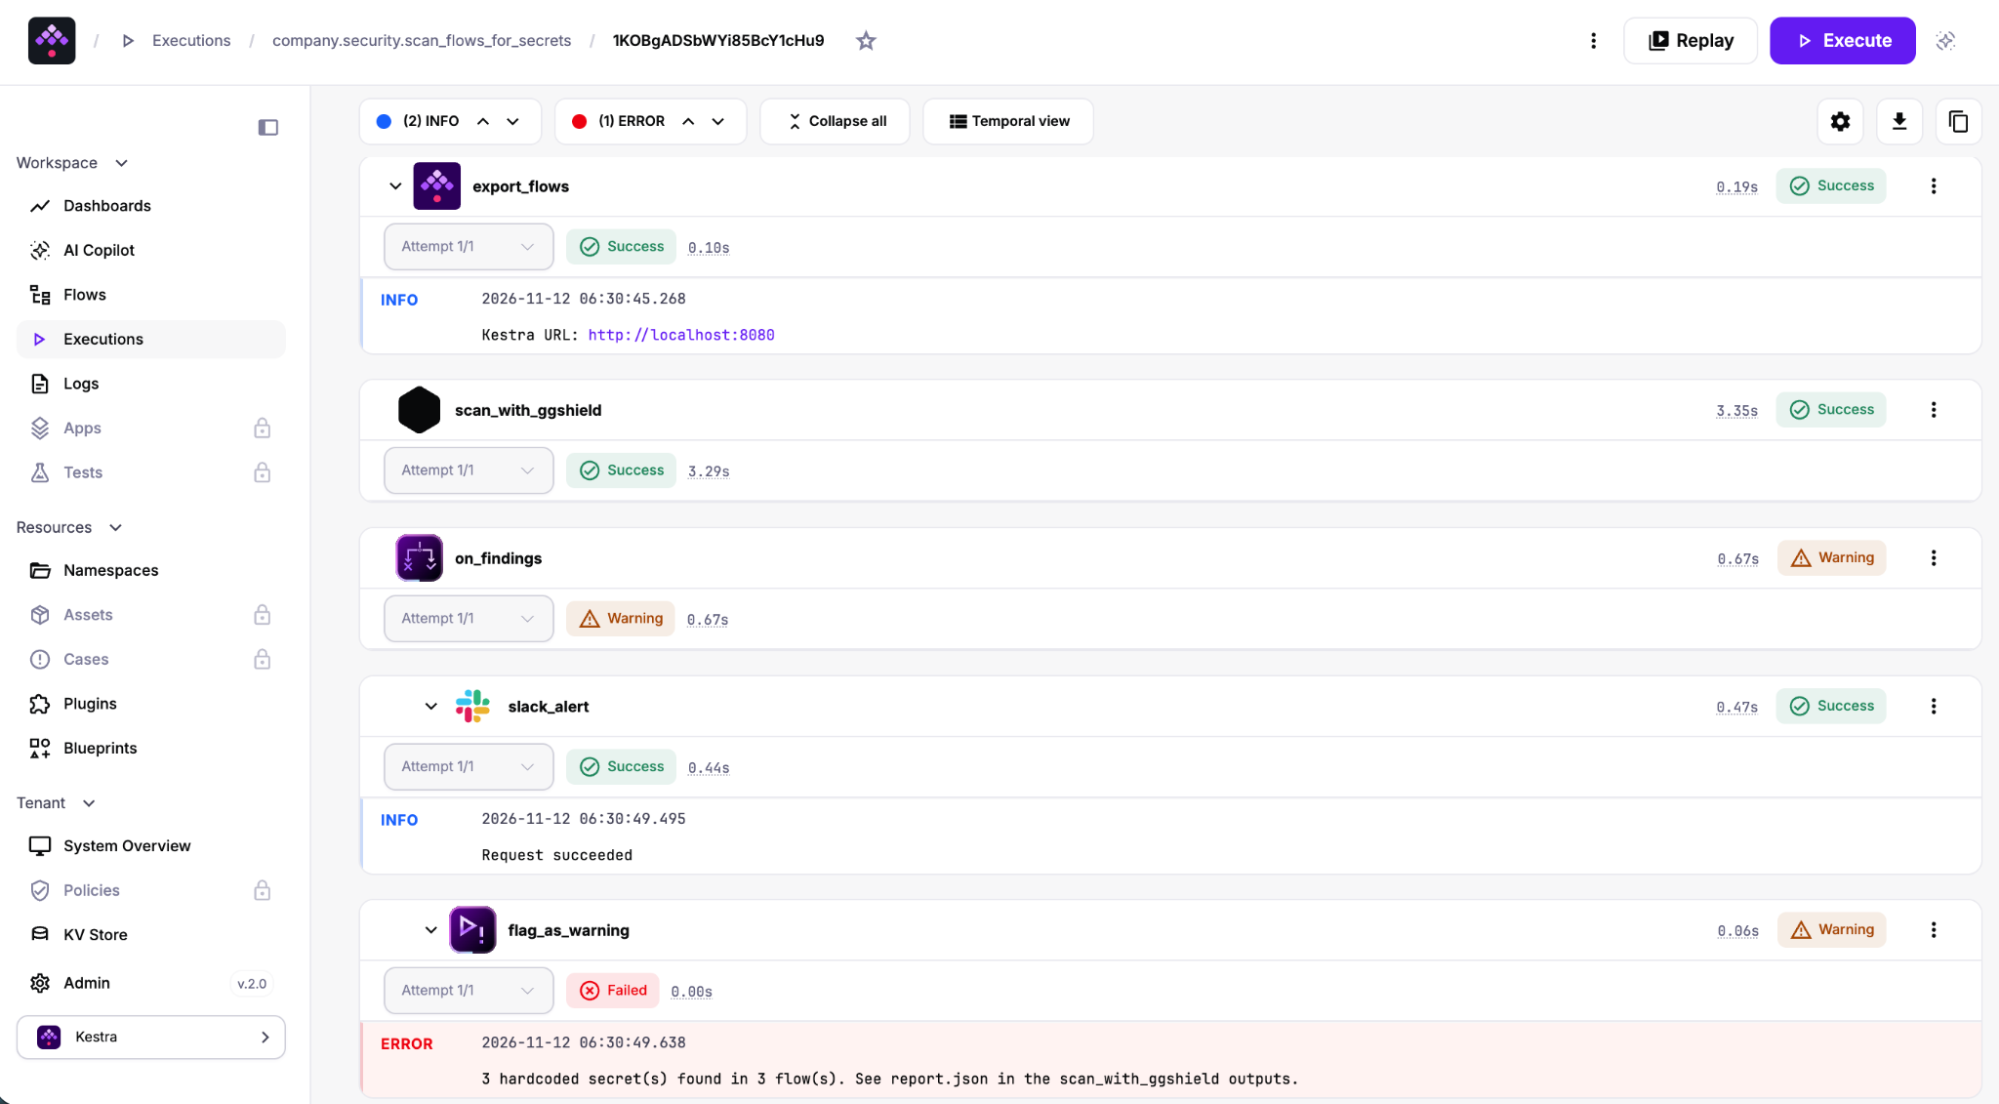 / Executions / company.security.scan_flows_for_secrets / 1KOBgADSbWYi85BcY1cHu9
Replay
Execute
Workspace
Dashboards
AI Copilot
Flows
Executions
Logs
Apps
Tests
Resources
Namespaces
Assets
Cases
Plugins
Blueprints
Tenant
System Overview
Policies
KV Store
Admin v.2.0
Kestra
(2) INFO
(1) ERROR
Collapse all
Temporal view
export_flows 0.19s Success
Attempt 1/1 Success 0.10s
INFO 2026-11-12 06:30:45.268
Kestra URL: http://localhost:8080
scan_with_ggshield 3.35s Success
Attempt 1/1 Success 3.29s
on_findings 0.67s Warning
Attempt 1/1 Warning 0.67s
slack_alert 0.47s Success
Attempt 1/1 Success 0.44s
INFO 2026-11-12 06:30:49.495
Request succeeded
flag_as_warning 0.06s Warning
Attempt 1/1 Failed 0.00s
ERROR 2026-11-12 06:30:49.638
3 hardcoded secret(s) found in 3 flow(s). See report.json in the scan_with_ggshield outputs.